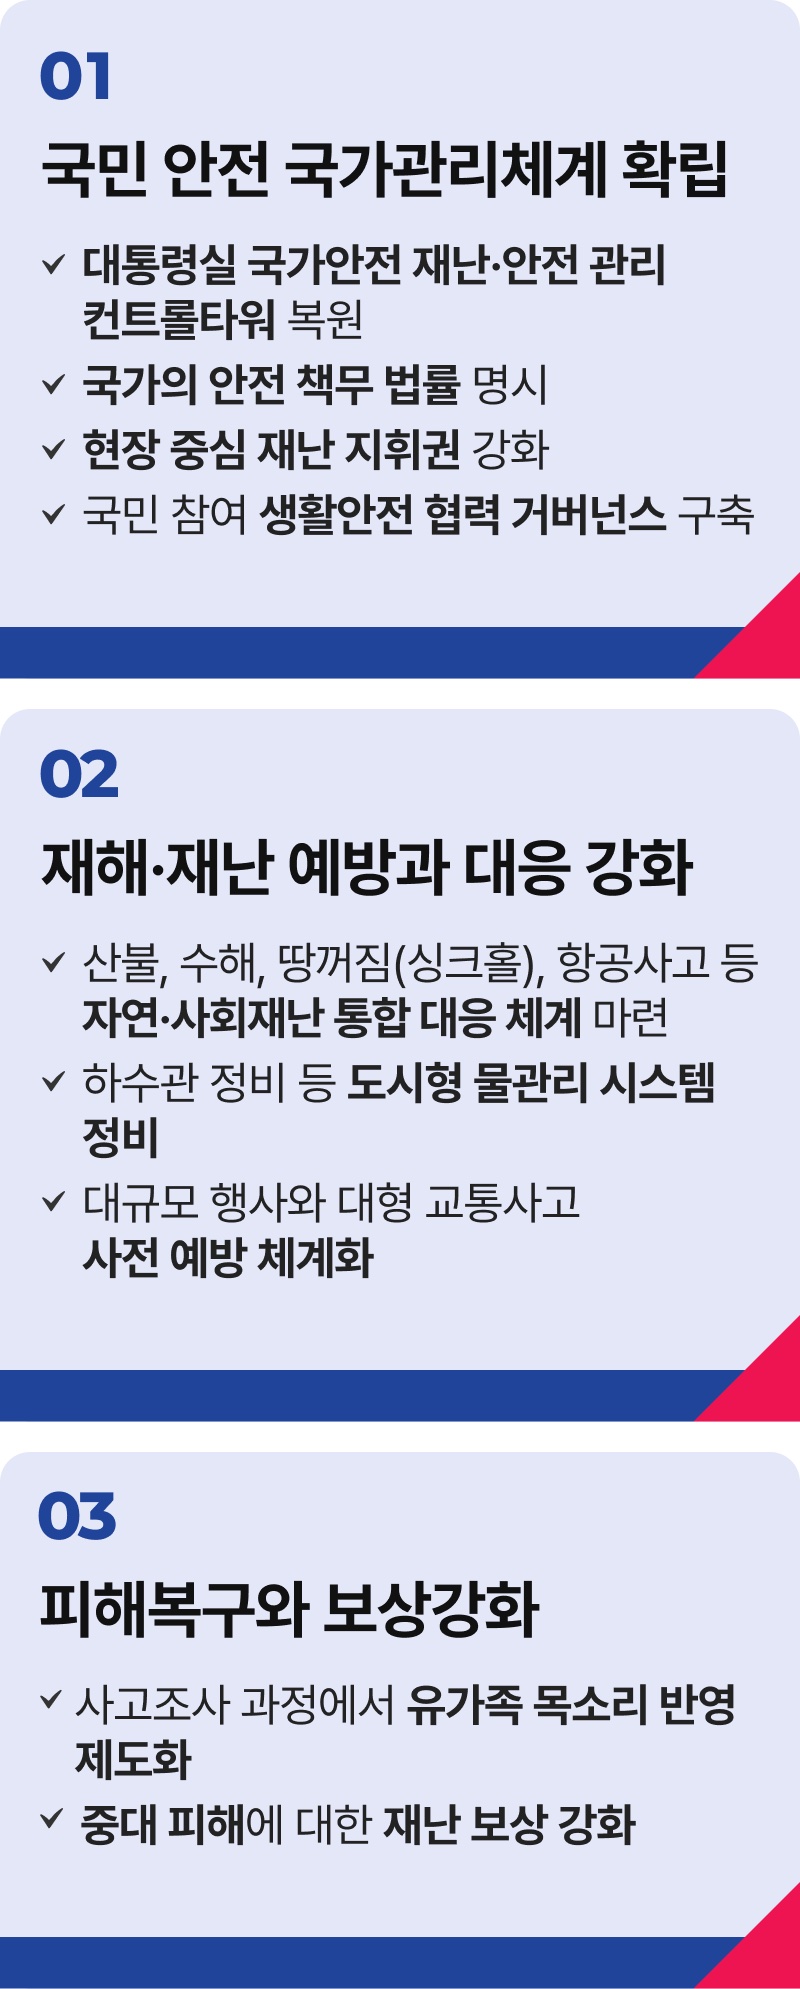 01
국민 안전 국가관리체계 확립
대통령실 국가안전 재난·안전 관리
컨트롤타워 복원
국가의 안전 책무 법률 명시
현장 중심 재난 지휘권 강화
국민 참여 생활안전 협력 거버넌스 구축
02
재해·재난 예방과 대응 강화
산불, 수해, 땅꺼짐(싱크홀), 항공사고 등
자연·사회재난 통합 대응 체계 마련
하수관 정비 등 도시형 물관리 시스템
정비
대규모 행사와 대형 교통사고
사전 예방 체계화
03
피해복구와 보상강화
사고조사 과정에서 유가족 목소리 반영
제도화
중대 피해에 대한 재난 보상 강화